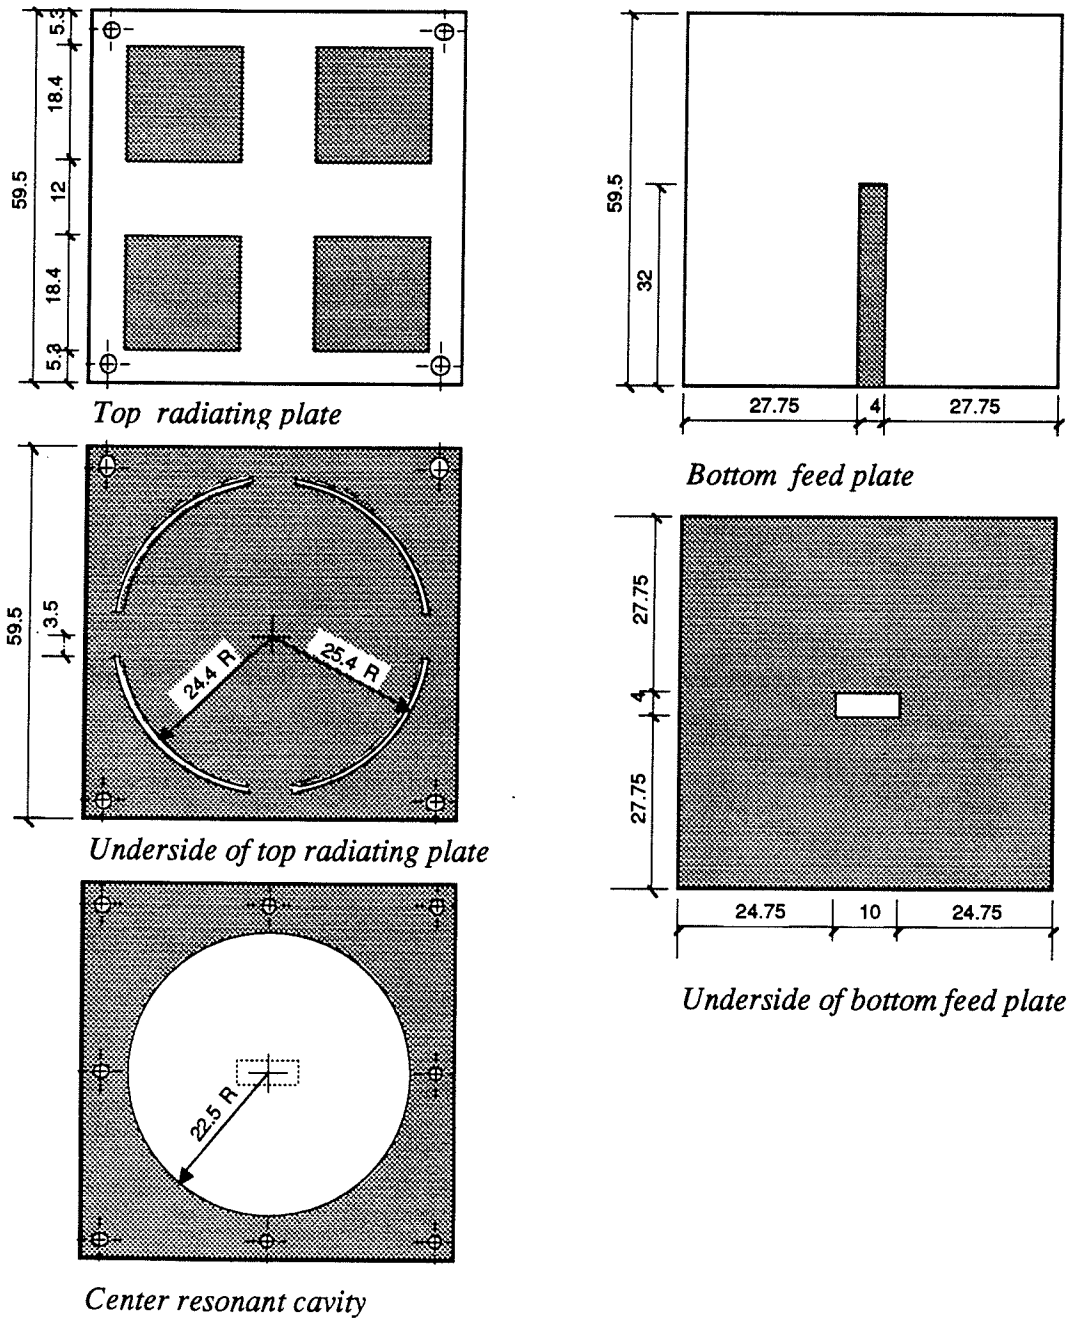 59.5
5.3
18.4
12
18.4
5.3
Top radiating plate
59.5
32
27.75
4
27.75
Bottom feed plate
59.5
3.5
24.4 R
25.4 R
Underside of top radiating plate
27.75
4
27.75
24.75
10
24.75
Underside of bottom feed plate
22.5 R
Center resonant cavity